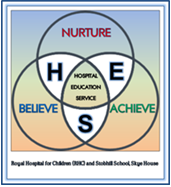 NURTURE
H E
HOSPITAL
EDUCATION
SERVICE
BELIEVE ACHIEVE
S
Royal Hospital for Children (RHC) and Stobhill School, Skye House